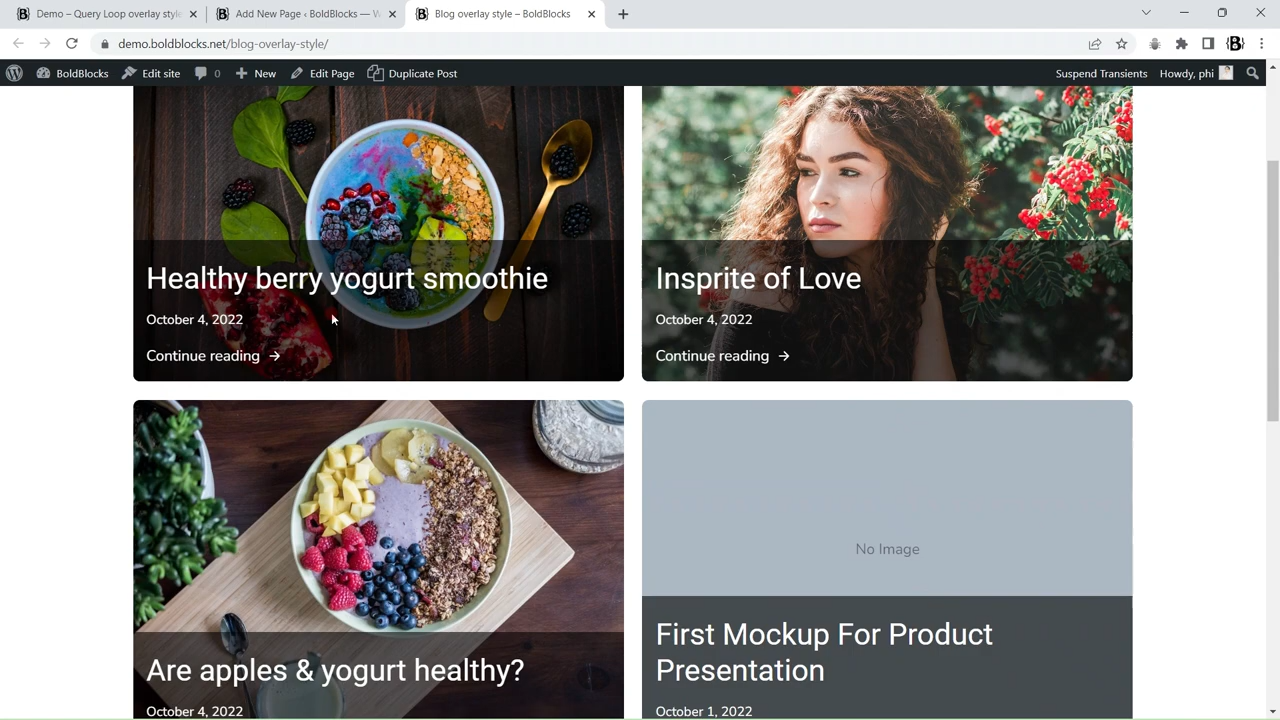 Demo – Query Loop overlay style
Add New Page ‹ BoldBlocks — W
Blog overlay style – BoldBlocks
demo.boldblocks.net/blog-overlay-style/
BoldBlocks
Edit site
0
New
Edit Page
Duplicate Post
Suspend Transients
Howdy, phi
Healthy berry yogurt smoothie
October 4, 2022
Continue reading →
Insprite of Love
October 4, 2022
Continue reading →
Are apples & yogurt healthy?
October 4, 2022
No Image
First Mockup For Product
Presentation
October 1, 2022